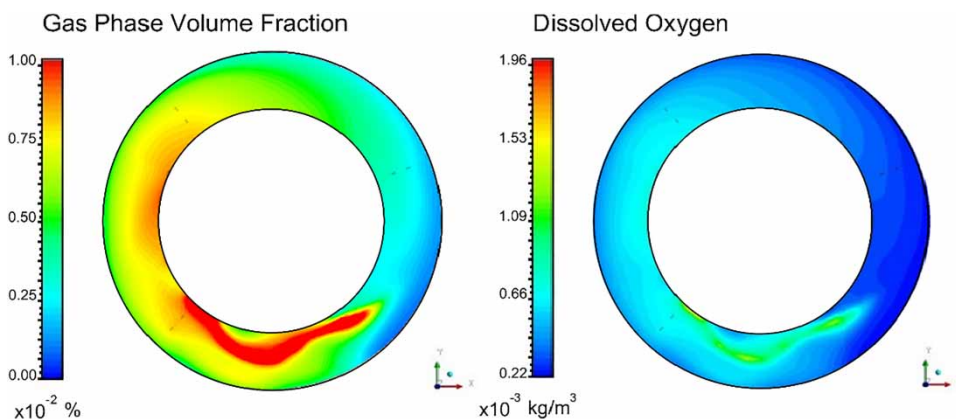 Gas Phase Volume Fraction
1.00
0.75
0.50
0.25
0.00
x10⁻² %
Y
X
Dissolved Oxygen
1.96
1.53
1.09
0.66
0.22
x10⁻³ kg/m³
Y
X